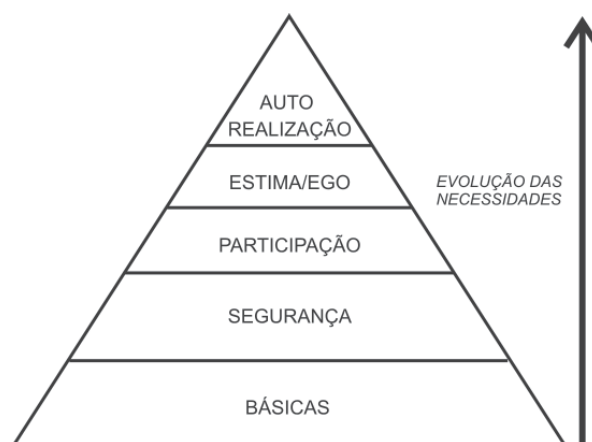 AUTO
REALIZAÇÃO
ESTIMA/EGO
EVOLUÇÃO DAS
NECESSIDADES
PARTICIPAÇÃO
SEGURANÇA
BÁSICAS